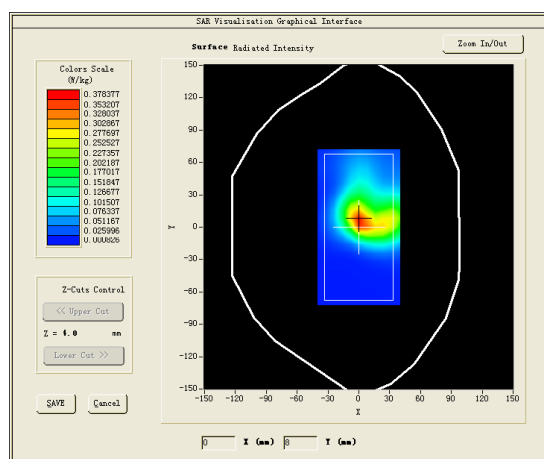 SAR Visualisation Graphical Interface
Surface Radiated Intensity
Zoom In/Out
Colors Scale
(W/kg)
0.378377
0.353207
0.328037
0.302867
0.277697
0.252527
0.227357
0.202187
0.177017
0.151847
0.126677
0.101507
0.076337
0.051167
0.025996
0.000826
150
120
90
60
30
0
-30
-60
-90
-120
-150
Y
-150 -120 -90 -60 -30 0 30 60 90 120 150
X
Z-Cuts Control
<< Upper Cut
Z = 4.0 mm
Lower Cut >>
SAVE Cancel
0 X (mm) 8 Y (mm)